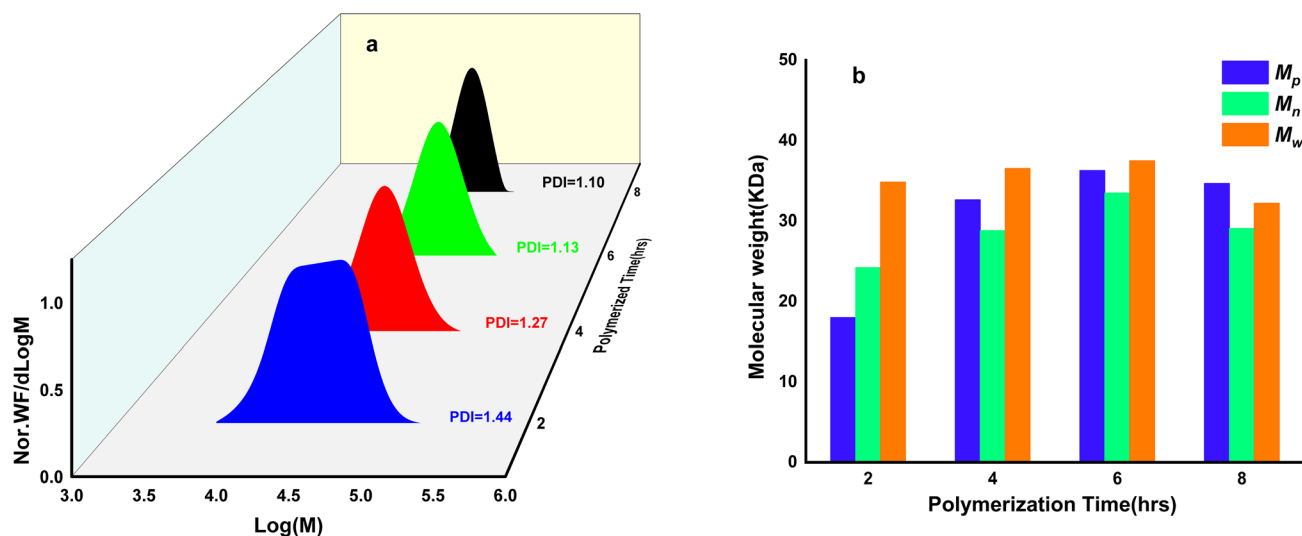 a
PDI=1.10
PDI=1.13
PDI=1.27
PDI=1.44
Nor.WF/dLogM
1.0
0.5
0.0
3.0 3.5 4.0 4.5 5.0 5.5 6.0
Log(M)
2
4
6
8
Polymerized Time(hrs)
b
Mp
Mn
Mw
Molecular weight(KDa)
50
40
30
20
10
0
2 4 6 8
Polymerization Time(hrs)